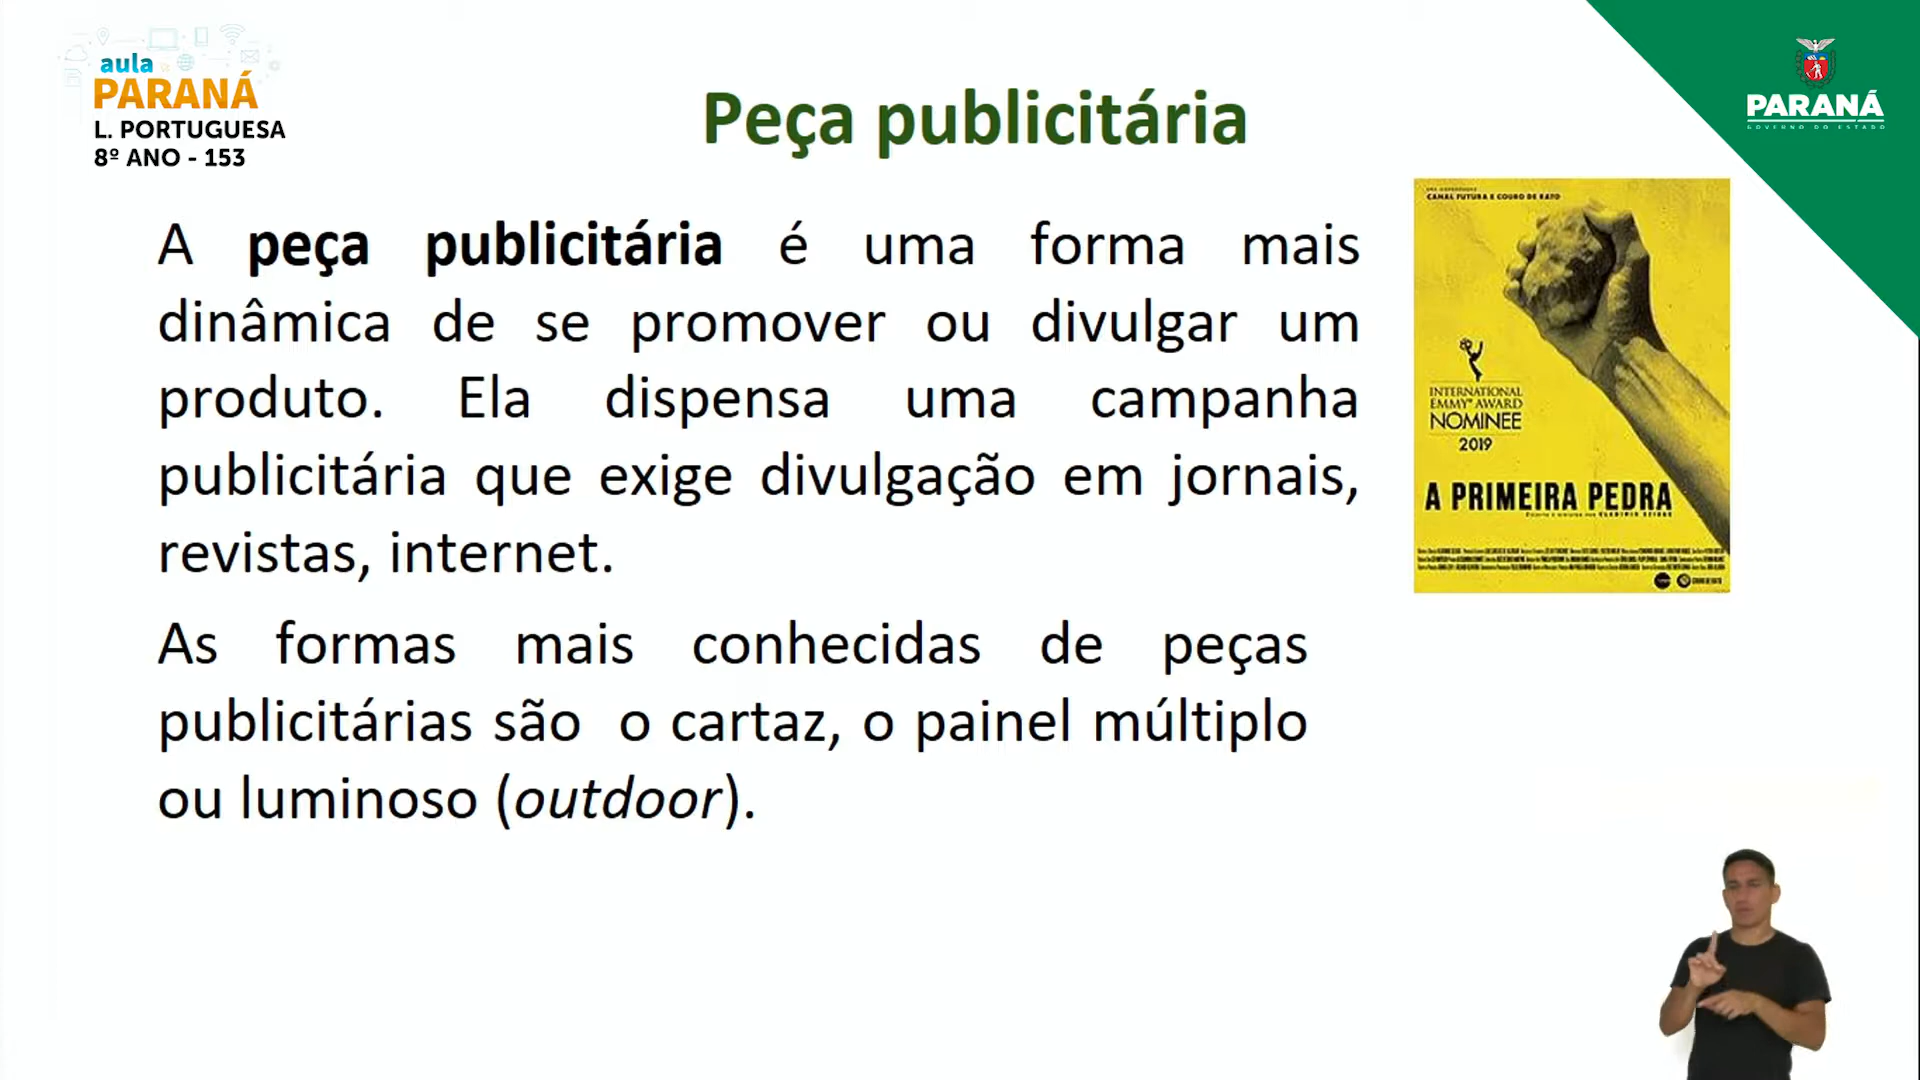 aula
PARANÁ
L. PORTUGUESA
8º ANO - 153
Peça publicitária
PARANÁ
GOVERNO DO ESTADO
A peça publicitária é uma forma mais
dinâmica de se promover ou divulgar um
produto. Ela dispensa uma campanha
publicitária que exige divulgação em jornais,
revistas, internet.
As formas mais conhecidas de peças
publicitárias são o cartaz, o painel múltiplo
ou luminoso (outdoor).
CANAL FUTURA E COURO DE RATO
INTERNATIONAL
EMMY® AWARD
NOMINEE
2019
A PRIMEIRA PEDRA